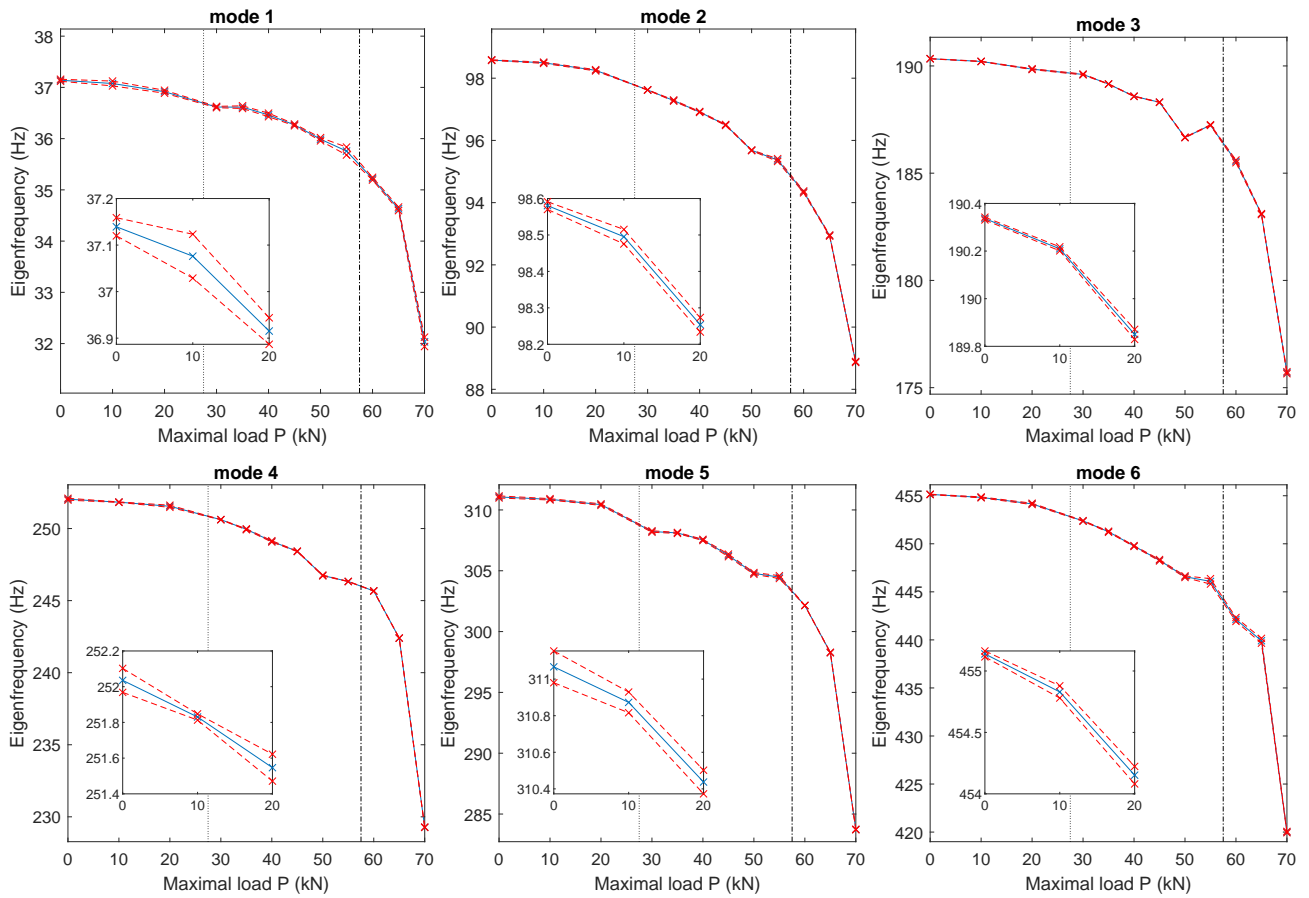 mode 1
38
37
36
35
34
33
32
Eigenfrequency (Hz)
37.2
37.1
37
36.9
0 10 20
0 10 20 30 40 50 60 70
Maximal load P (kN)
mode 2
98
96
94
92
90
88
Eigenfrequency (Hz)
98.6
98.5
98.4
98.3
98.2
0 10 20
0 10 20 30 40 50 60 70
Maximal load P (kN)
mode 3
190
185
180
175
Eigenfrequency (Hz)
190.4
190.2
190
189.8
0 10 20
0 10 20 30 40 50 60 70
Maximal load P (kN)
mode 4
250
245
240
235
230
Eigenfrequency (Hz)
252.2
252
251.8
251.6
251.4
0 10 20
0 10 20 30 40 50 60 70
Maximal load P (kN)
mode 5
310
305
300
295
290
285
Eigenfrequency (Hz)
311
310.8
310.6
310.4
0 10 20
0 10 20 30 40 50 60 70
Maximal load P (kN)
mode 6
455
450
445
440
435
430
425
420
Eigenfrequency (Hz)
455
454.5
454
0 10 20
0 10 20 30 40 50 60 70
Maximal load P (kN)